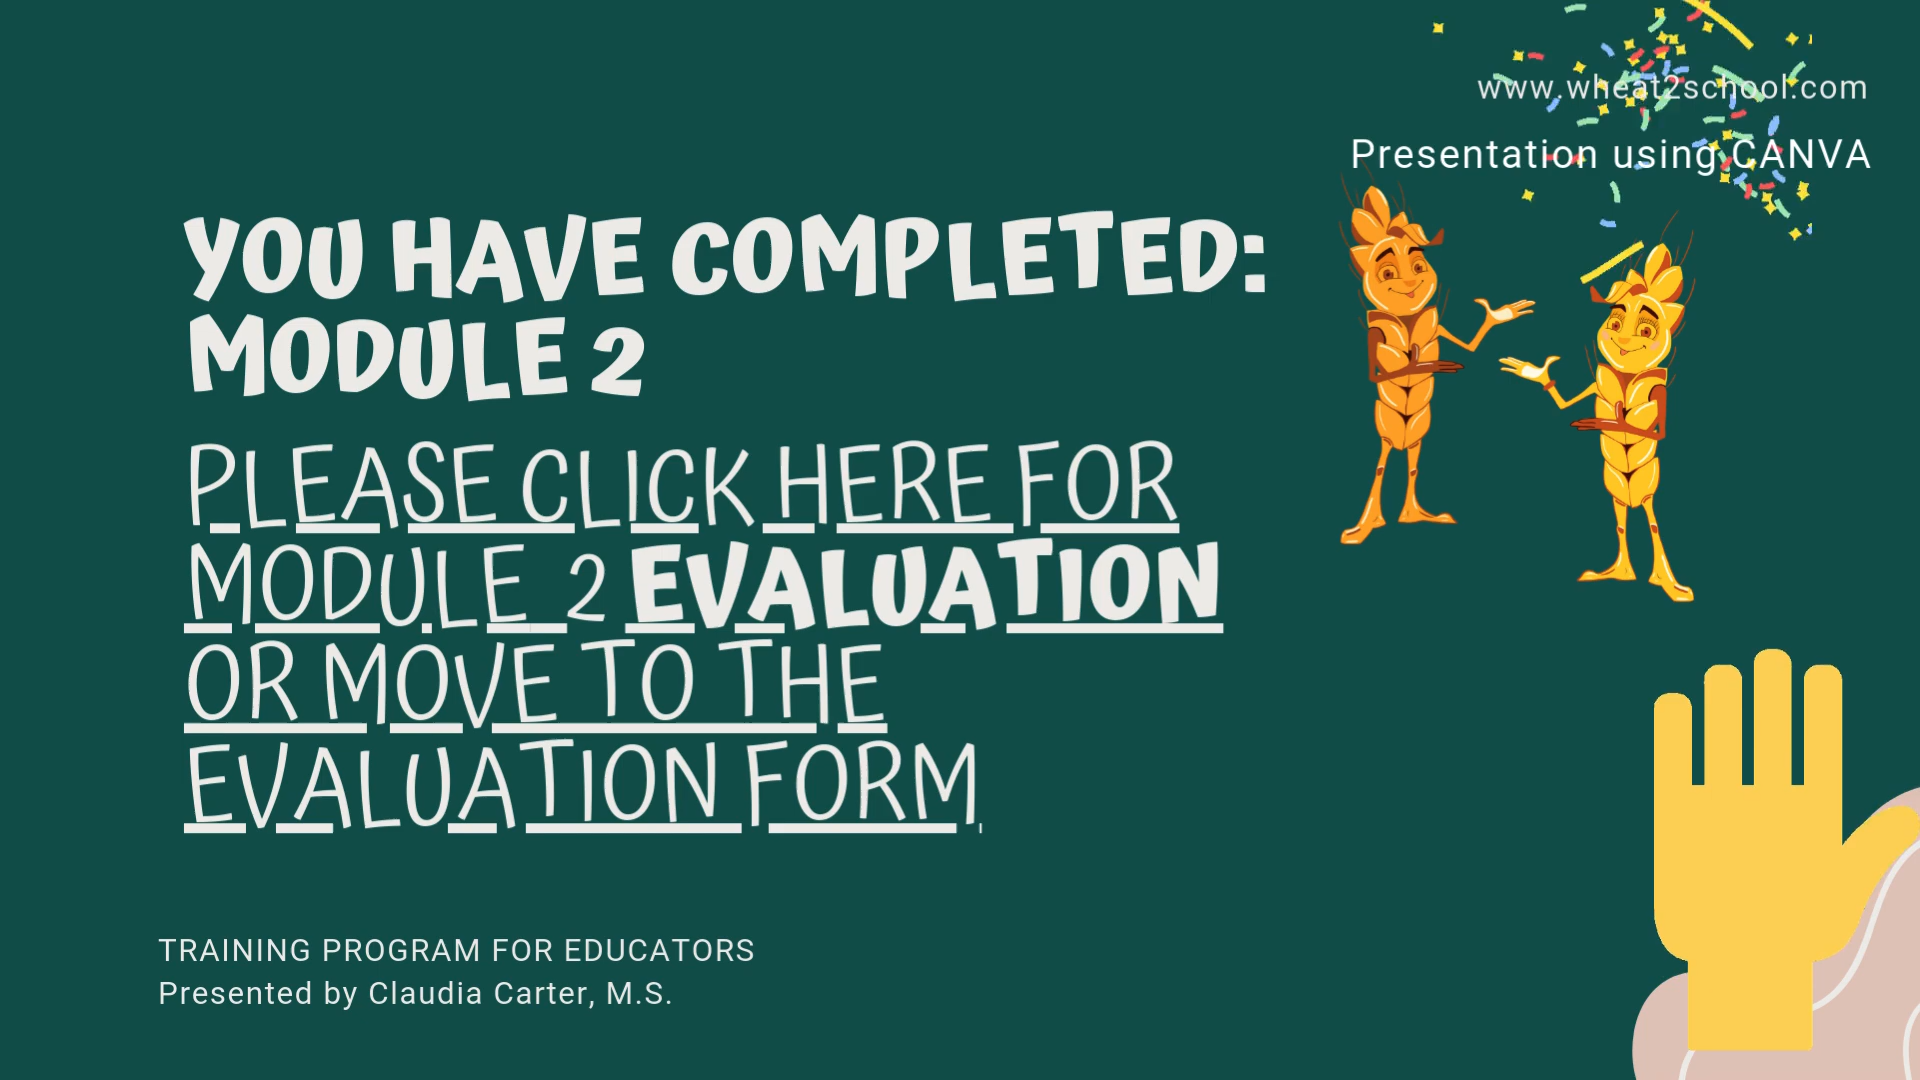 www.wheat2school.com
Presentation using CANVA
YOU HAVE COMPLETED:
MODULE 2
PLEASE CLICK HERE FOR
MODULE 2 EVALUATION
OR MOVE TO THE
EVALUATION FORM
TRAINING PROGRAM FOR EDUCATORS
Presented by Claudia Carter, M.S.